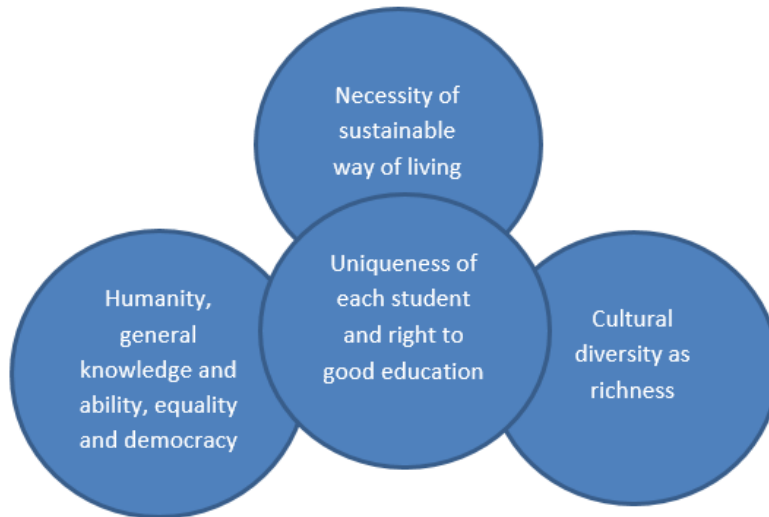 Necessity of
sustainable
way of living
Uniqueness of
each student
and right to
good education
Humanity,
general
knowledge and
ability, equality
and democracy
Cultural
diversity as
richness